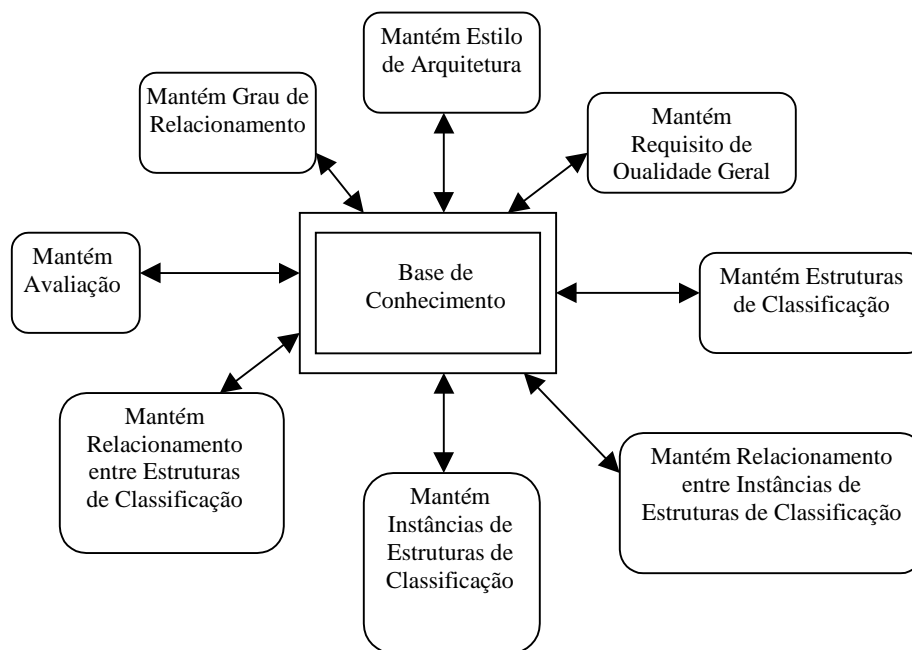 Mantém Estilo
de Arquitetura
Mantém Grau de
Relacionamento
Mantém
Requisito de
Qualidade Geral
Mantém
Avaliação
Base de
Conhecimento
Mantém Estruturas
de Classificação
Mantém
Relacionamento
entre Estruturas
de Classificação
Mantém
Instâncias de
Estruturas de
Classificação
Mantém Relacionamento
entre Instâncias de
Estruturas de Classificação